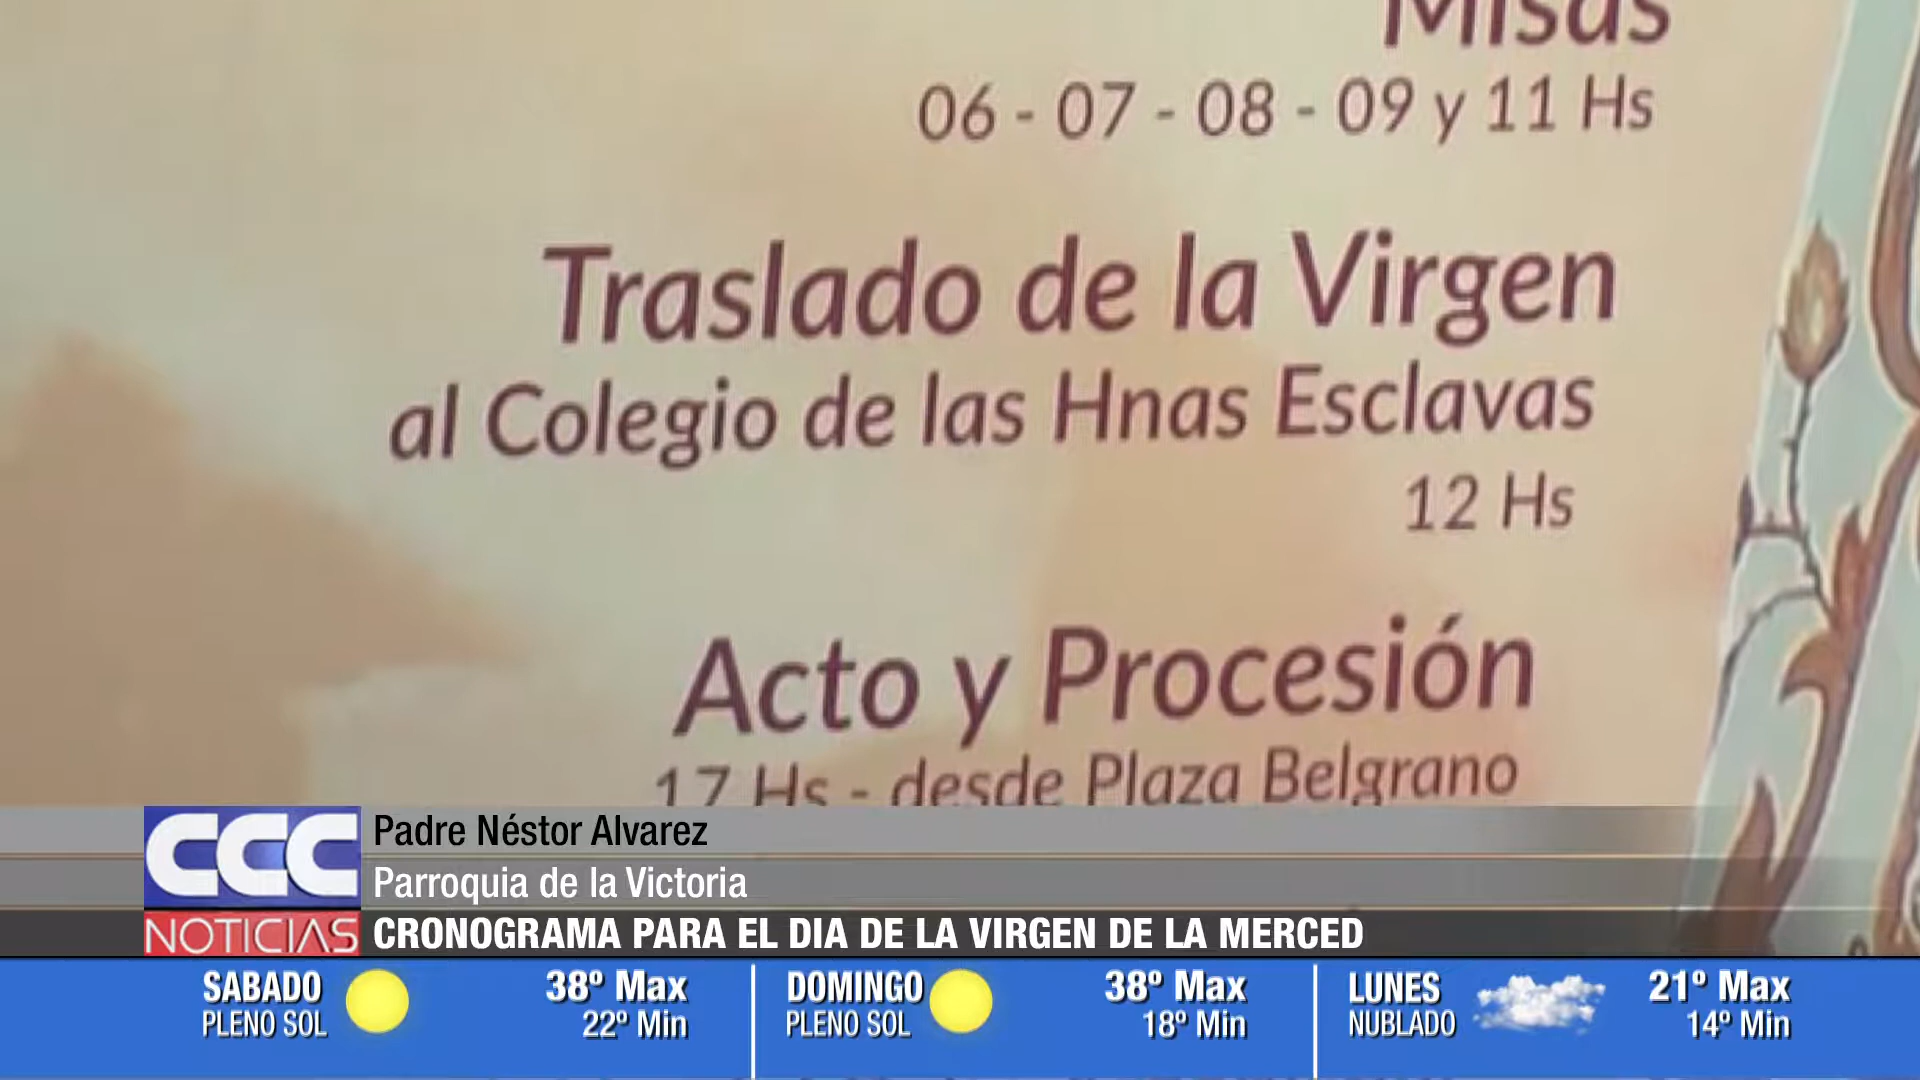 Misas
06 - 07 - 08 - 09 y 11 Hs
Traslado de la Virgen
al Colegio de las Hnas Esclavas
12 Hs
Acto y Procesión
17 Hs - desde Plaza Belgrano
CCC
NOTICIAS
Padre Néstor Alvarez
Parroquia de la Victoria
CRONOGRAMA PARA EL DIA DE LA VIRGEN DE LA MERCED
SABADO
PLENO SOL
38º Max
22º Min
DOMINGO
PLENO SOL
38º Max
18º Min
LUNES
NUBLADO
21º Max
14º Min